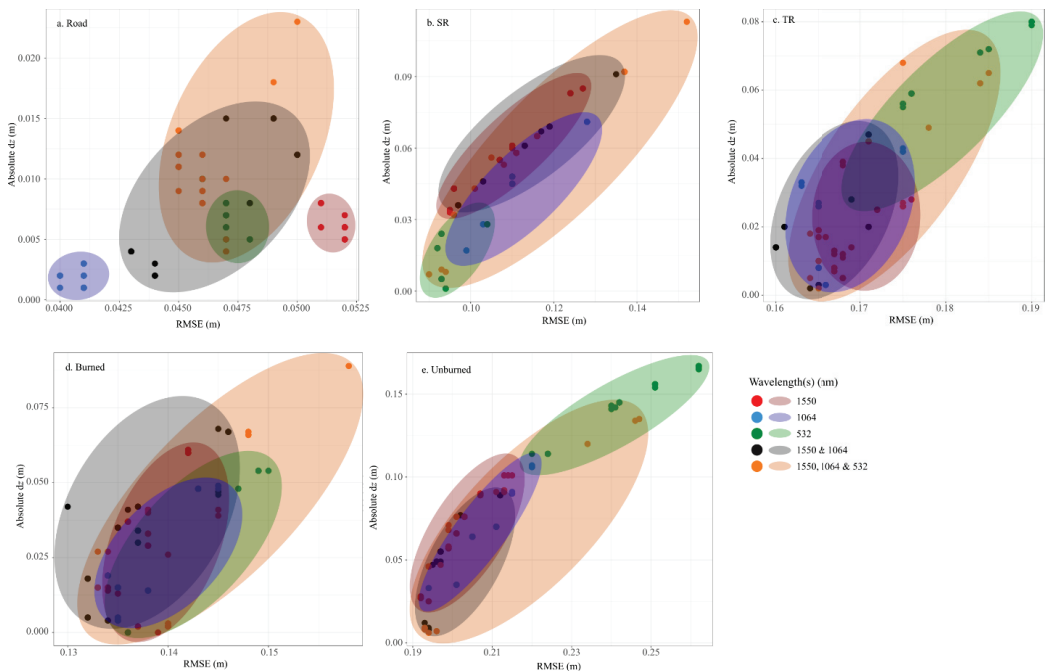 a. Road
Absolute dz (m)
0.020
0.015
0.010
0.005
0.000
0.0400
0.0425
0.0450
0.0475
0.0500
0.0525
RMSE (m)
b. SR
Absolute dz (m)
0.09
0.06
0.03
0.00
0.10
0.12
0.14
RMSE (m)
c. TR
Absolute dz (m)
0.08
0.06
0.04
0.02
0.00
0.16
0.17
0.18
0.19
RMSE (m)
d. Burned
Absolute dz (m)
0.075
0.050
0.025
0.000
0.13
0.14
0.15
RMSE (m)
e. Unburned
Absolute dz (m)
0.15
0.10
0.05
0.00
0.19
0.21
0.23
0.25
RMSE (m)
Wavelength(s) (nm)
1550
1064
532
1550 & 1064
1550, 1064 & 532